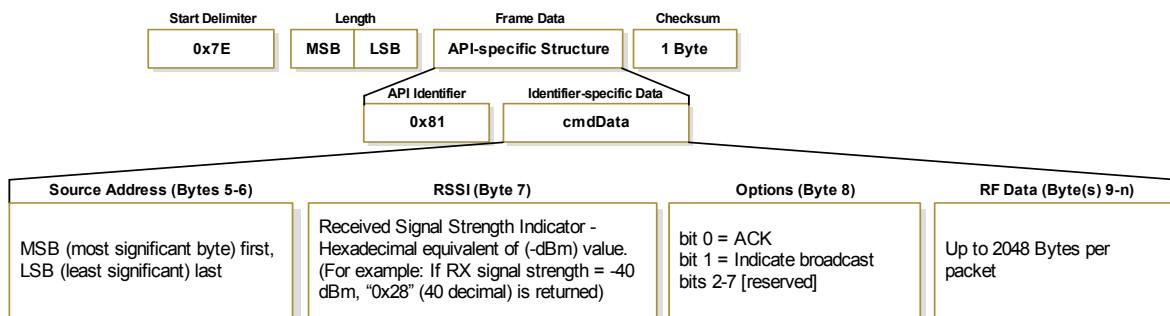 Start Delimiter
Length
Frame Data
Checksum
0x7E
MSB
LSB
API-specific Structure
1 Byte
API Identifier
Identifier-specific Data
0x81
cmdData
Source Address (Bytes 5-6)
MSB (most significant byte) first,
LSB (least significant) last
RSSI (Byte 7)
Received Signal Strength Indicator -
Hexadecimal equivalent of (-dBm) value.
(For example: If RX signal strength = -40
dBm, “0x28” (40 decimal) is returned)
Options (Byte 8)
bit 0 = ACK
bit 1 = Indicate broadcast
bits 2-7 [reserved]
RF Data (Byte(s) 9-n)
Up to 2048 Bytes per
packet